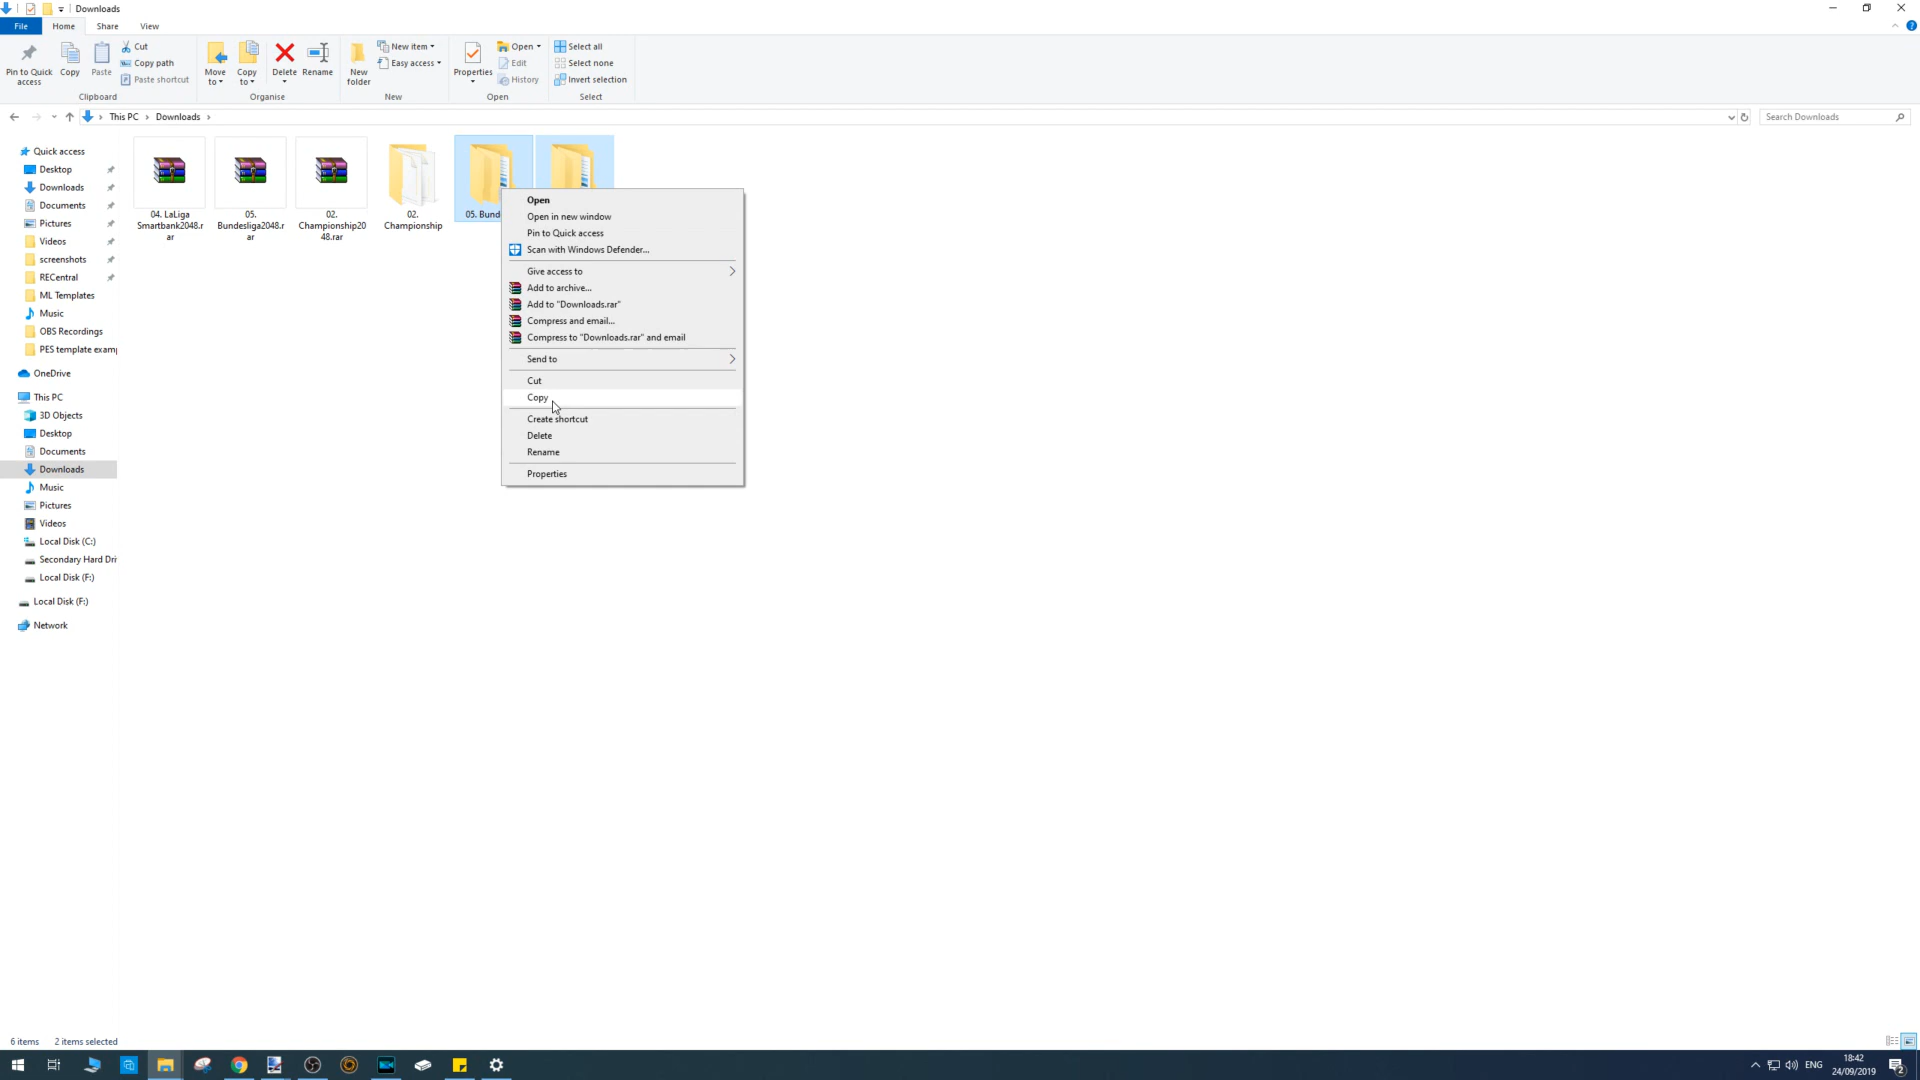 Downloads
File Home Share View
Pin to Quick access
Copy
Paste
Cut
Copy path
Paste shortcut
Clipboard
Move to
Copy to
Delete
Rename
Organise
New folder
New item
Easy access
New
Properties
Open
Edit
History
Open
Select all
Select none
Invert selection
Select
This PC > Downloads >
Search Downloads
Quick access
Desktop
Downloads
Documents
Pictures
Videos
screenshots
RECentral
ML Templates
Music
OBS Recordings
PES template examp
OneDrive
This PC
3D Objects
Desktop
Documents
Downloads
Music
Pictures
Videos
Local Disk (C:)
Secondary Hard Dri
Local Disk (F:)
Local Disk (F:)
Network
04. LaLiga
Smartbank2048.r
ar
05.
Bundesliga2048.r
ar
02.
Championship20
48.rar
02.
Championship
05. Bund
Open
Open in new window
Pin to Quick access
Scan with Windows Defender...
Give access to
Add to archive...
Add to "Downloads.rar"
Compress and email...
Compress to "Downloads.rar" and email
Send to
Cut
Copy
Create shortcut
Delete
Rename
Properties
6 items 2 items selected
ENG
18:42
24/09/2019
2